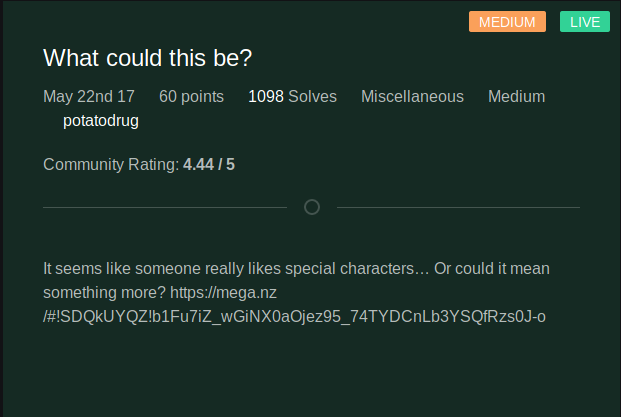 MEDIUM LIVE
What could this be?
May 22nd 17 60 points 1098 Solves Miscellaneous Medium
potatodrug
Community Rating: 4.44 / 5
It seems like someone really likes special characters… Or could it mean
something more? https://mega.nz
/#!SDQkUYQZ!b1Fu7iZ_wGiNX0aOjez95_74TYDCnLb3YSQfRzs0J-o